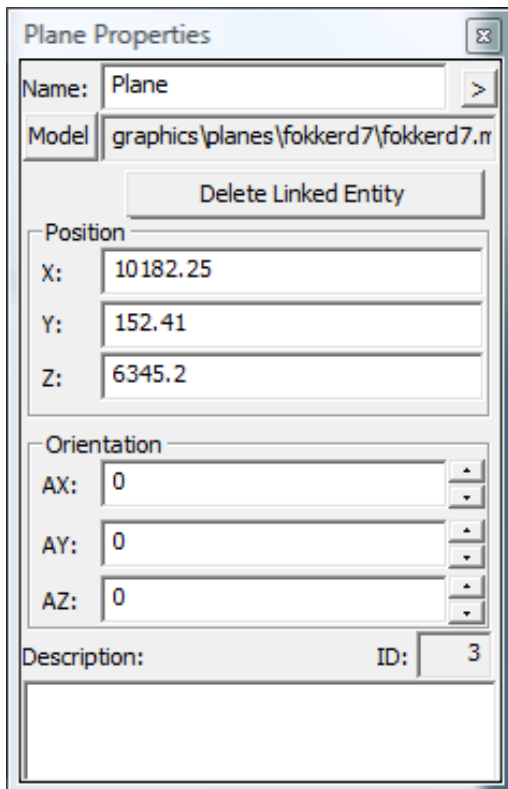 Plane Properties
Name: Plane >
Model graphics\planes\fokkerd7\fokkerd7.m
Delete Linked Entity
Position
X: 10182.25
Y: 152.41
Z: 6345.2
Orientation
AX: 0
AY: 0
AZ: 0
Description: ID: 3